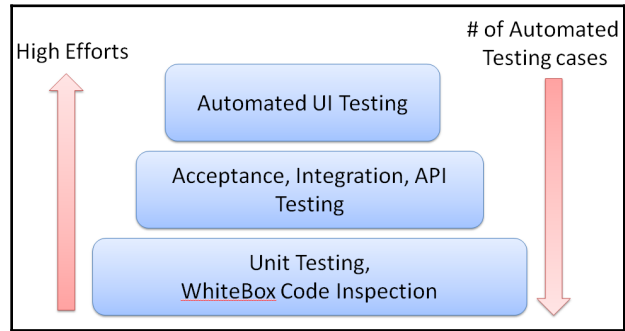 High Efforts
# of Automated
Testing cases
Automated UI Testing
Acceptance, Integration, API
Testing
Unit Testing,
WhiteBox Code Inspection